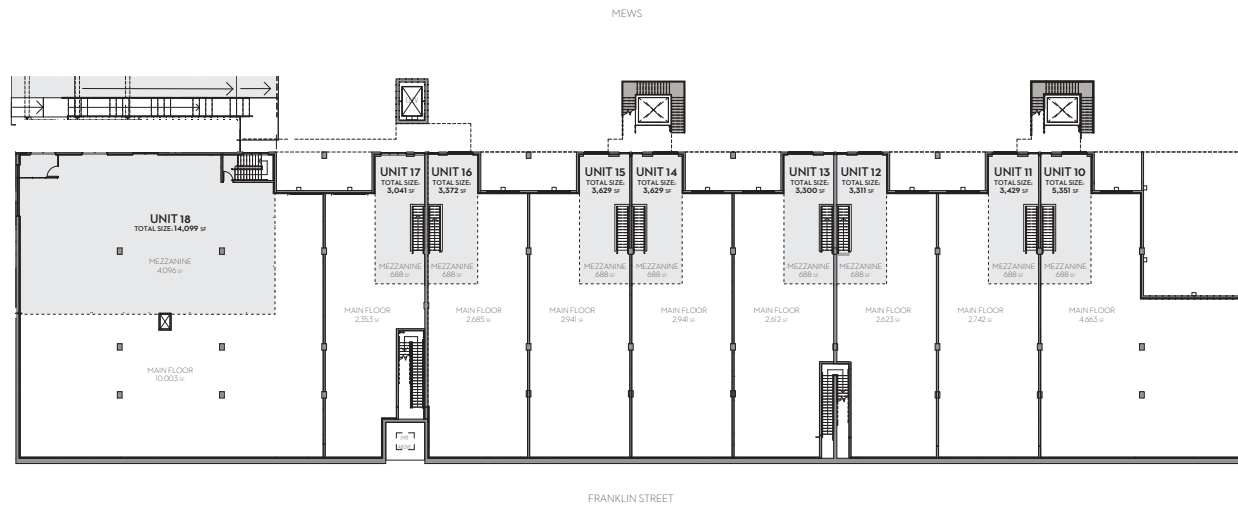 MEWS
UNIT 17
TOTAL SIZE:
3,041 SF
UNIT 16
TOTAL SIZE:
3,372 SF
UNIT 15
TOTAL SIZE:
3,629 SF
UNIT 14
TOTAL SIZE:
3,629 SF
UNIT 13
TOTAL SIZE:
3,300 SF
UNIT 12
TOTAL SIZE:
3,311 SF
UNIT 11
TOTAL SIZE:
3,429 SF
UNIT 10
TOTAL SIZE:
5,351 SF
UNIT 18
TOTAL SIZE: 14,099 SF
MEZZANINE
4,096 SF
MEZZANINE
688 SF
MEZZANINE
688 SF
MEZZANINE
688 SF
MEZZANINE
688 SF
MEZZANINE
688 SF
MEZZANINE
688 SF
MEZZANINE
688 SF
MEZZANINE
688 SF
MAIN FLOOR
2,353 SF
MAIN FLOOR
2,685 SF
MAIN FLOOR
2,941 SF
MAIN FLOOR
2,941 SF
MAIN FLOOR
2,612 SF
MAIN FLOOR
2,623 SF
MAIN FLOOR
2,742 SF
MAIN FLOOR
4,663 SF
MAIN FLOOR
10,003 SF
FRANKLIN STREET